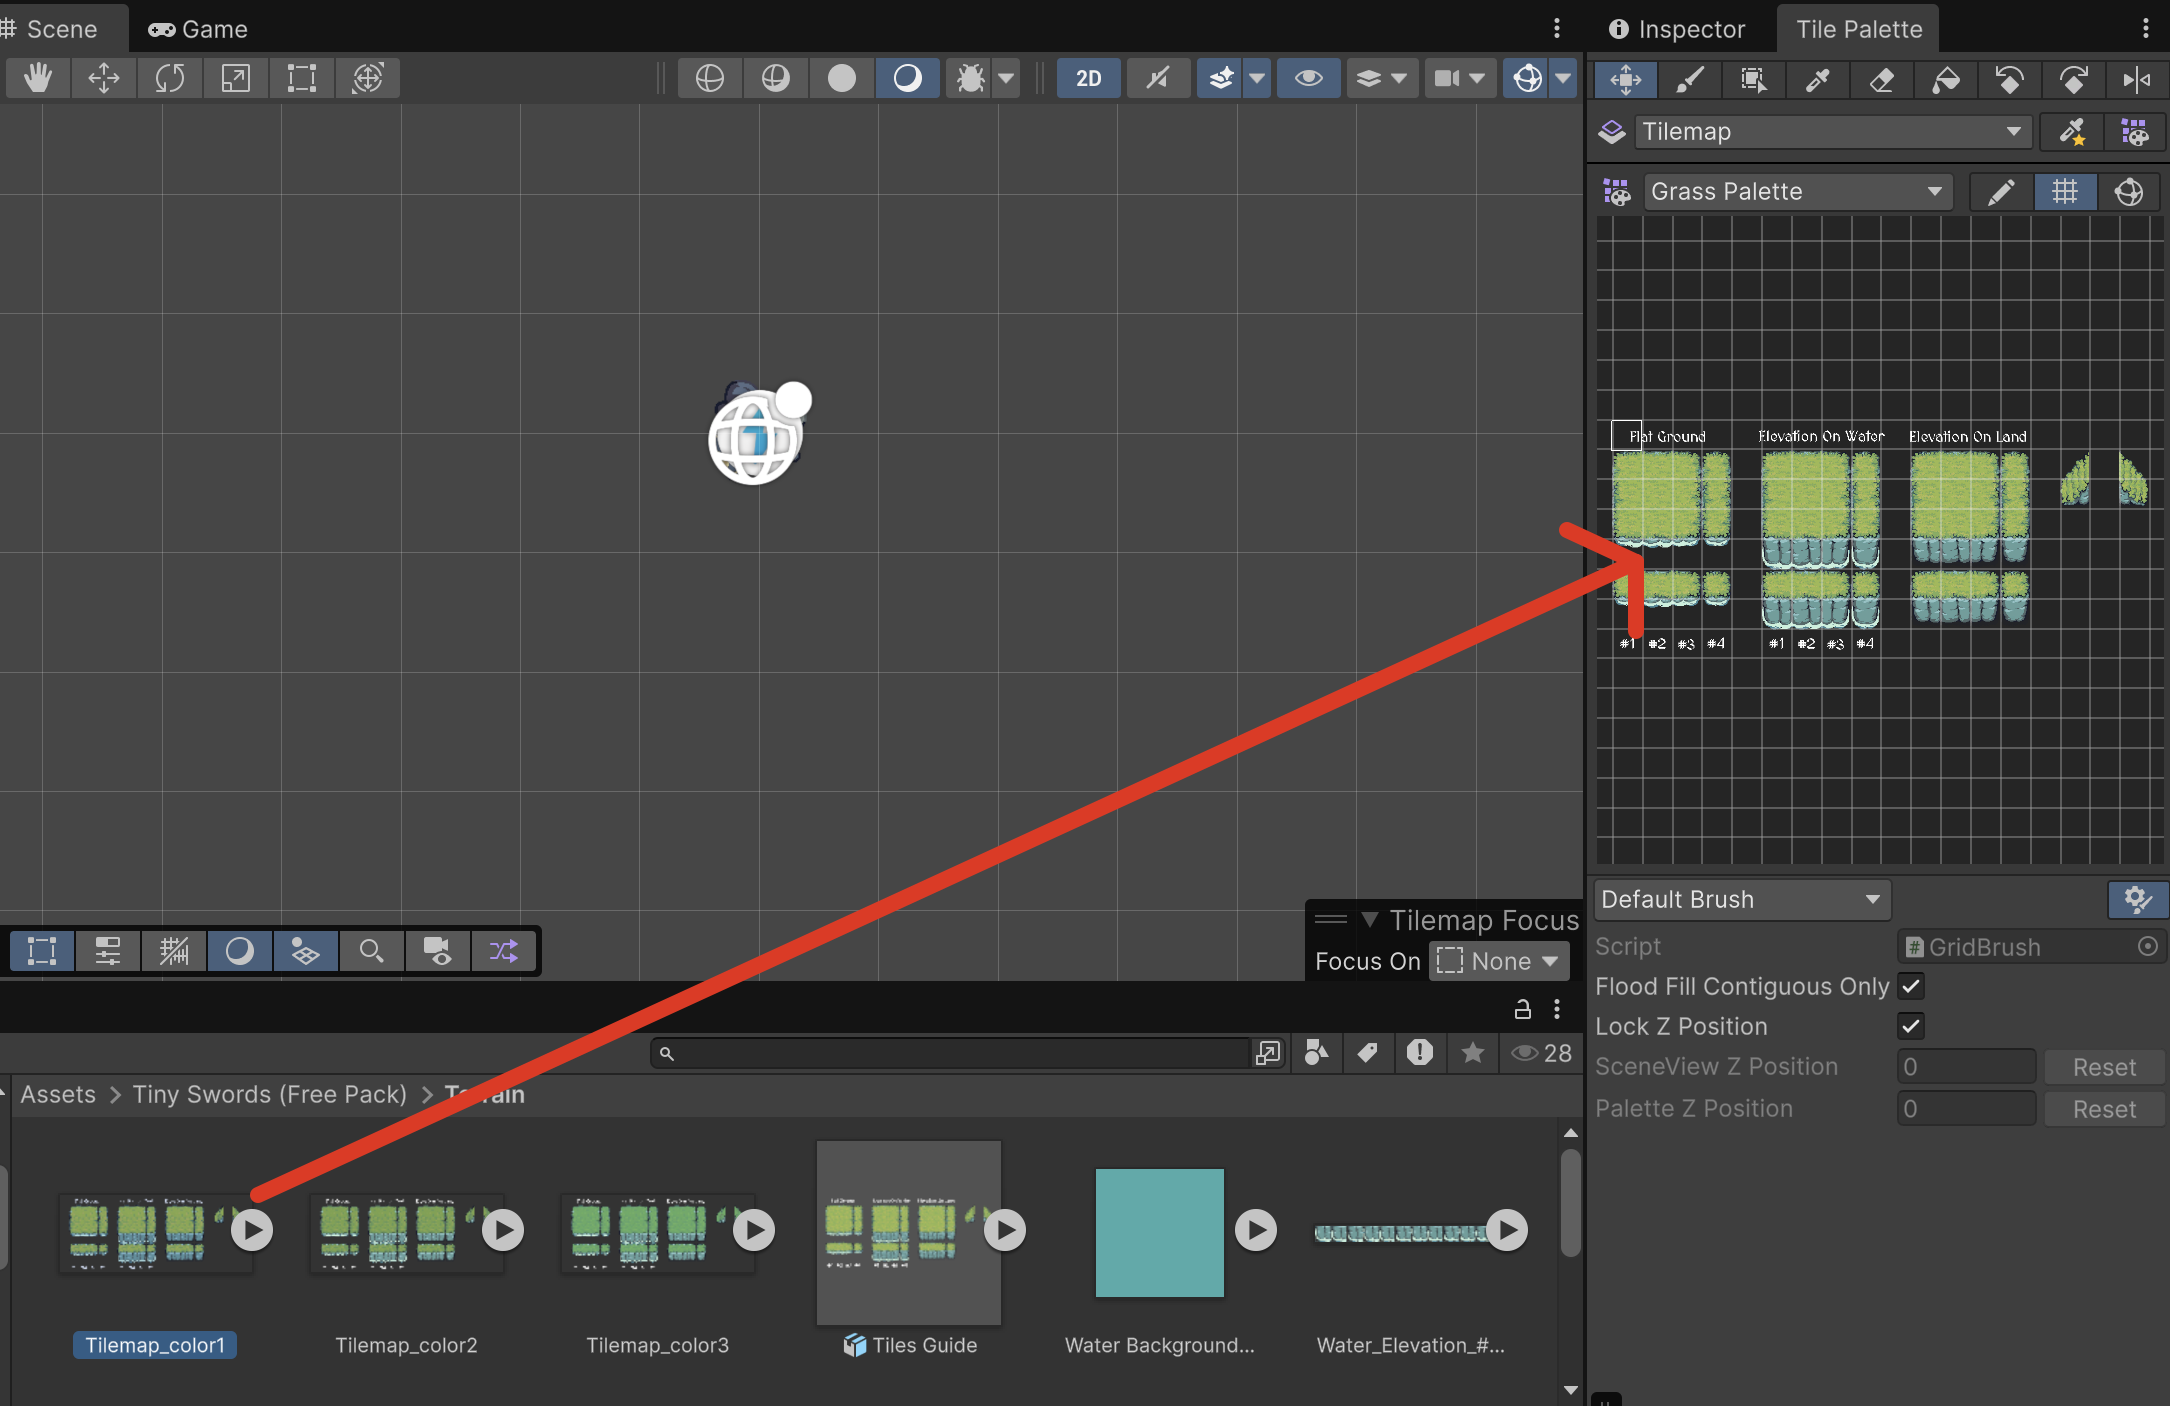 Scene
Game
Inspector
Tile Palette
2D
Tilemap
Grass Palette
Flat Ground
Elevation On Water
Elevation On Land
#1 #2 #3 #4
#1 #2 #3 #4
Default Brush
Script
# GridBrush
Flood Fill Contiguous Only
Lock Z Position
SceneView Z Position
0
Reset
Palette Z Position
0
Reset
Tilemap Focus
Focus On
None
28
Assets > Tiny Swords (Free Pack) > Terrain
Tilemap_color1
Tilemap_color2
Tilemap_color3
Tiles Guide
Water Background...
Water_Elevation_#...